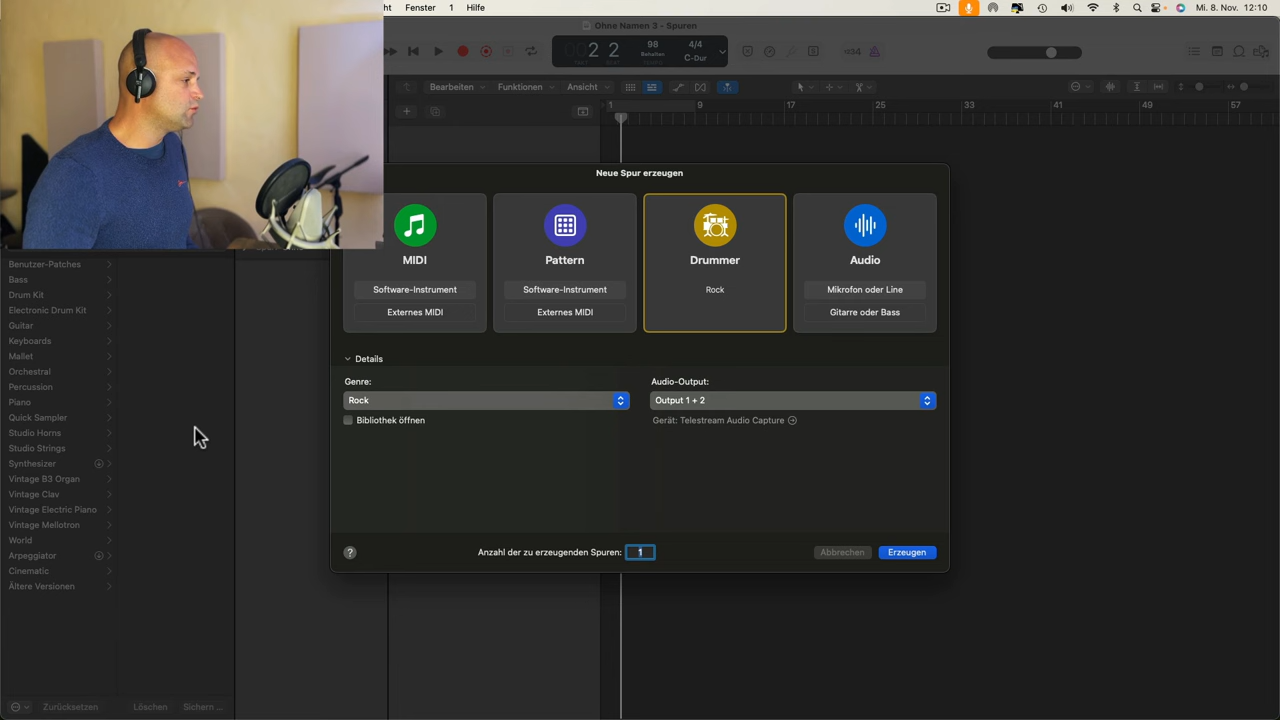 ht Fenster 1 Hilfe
Mi. 8. Nov. 12:10
Ohne Namen 3 - Spuren
2 2 98 4/4
Behalten C-Dur
Bearbeiten Funktionen Ansicht
1 9 17 25 33 41 49 57
Neue Spur erzeugen
MIDI Pattern Drummer Audio
Software-Instrument Software-Instrument Rock Mikrofon oder Line
Externes MIDI Externes MIDI Gitarre oder Bass
Details
Genre: Audio-Output:
Rock Output 1 + 2
Bibliothek öffnen Gerät: Telestream Audio Capture
Anzahl der zu erzeugenden Spuren: 1 Abbrechen Erzeugen
Benutzer-Patches
Bass
Drum Kit
Electronic Drum Kit
Guitar
Keyboards
Mallet
Orchestral
Percussion
Piano
Quick Sampler
Studio Horns
Studio Strings
Synthesizer
Vintage B3 Organ
Vintage Clav
Vintage Electric Piano
Vintage Mellotron
World
Arpeggiator
Cinematic
Ältere Versionen
Zurücksetzen Löschen Sichern ...